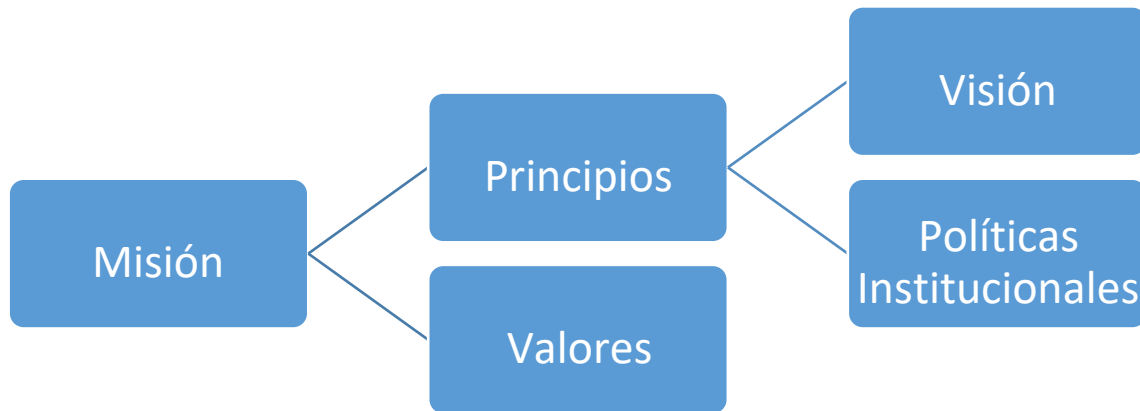 Misión
Principios
Valores
Visión
Políticas
Institucionales